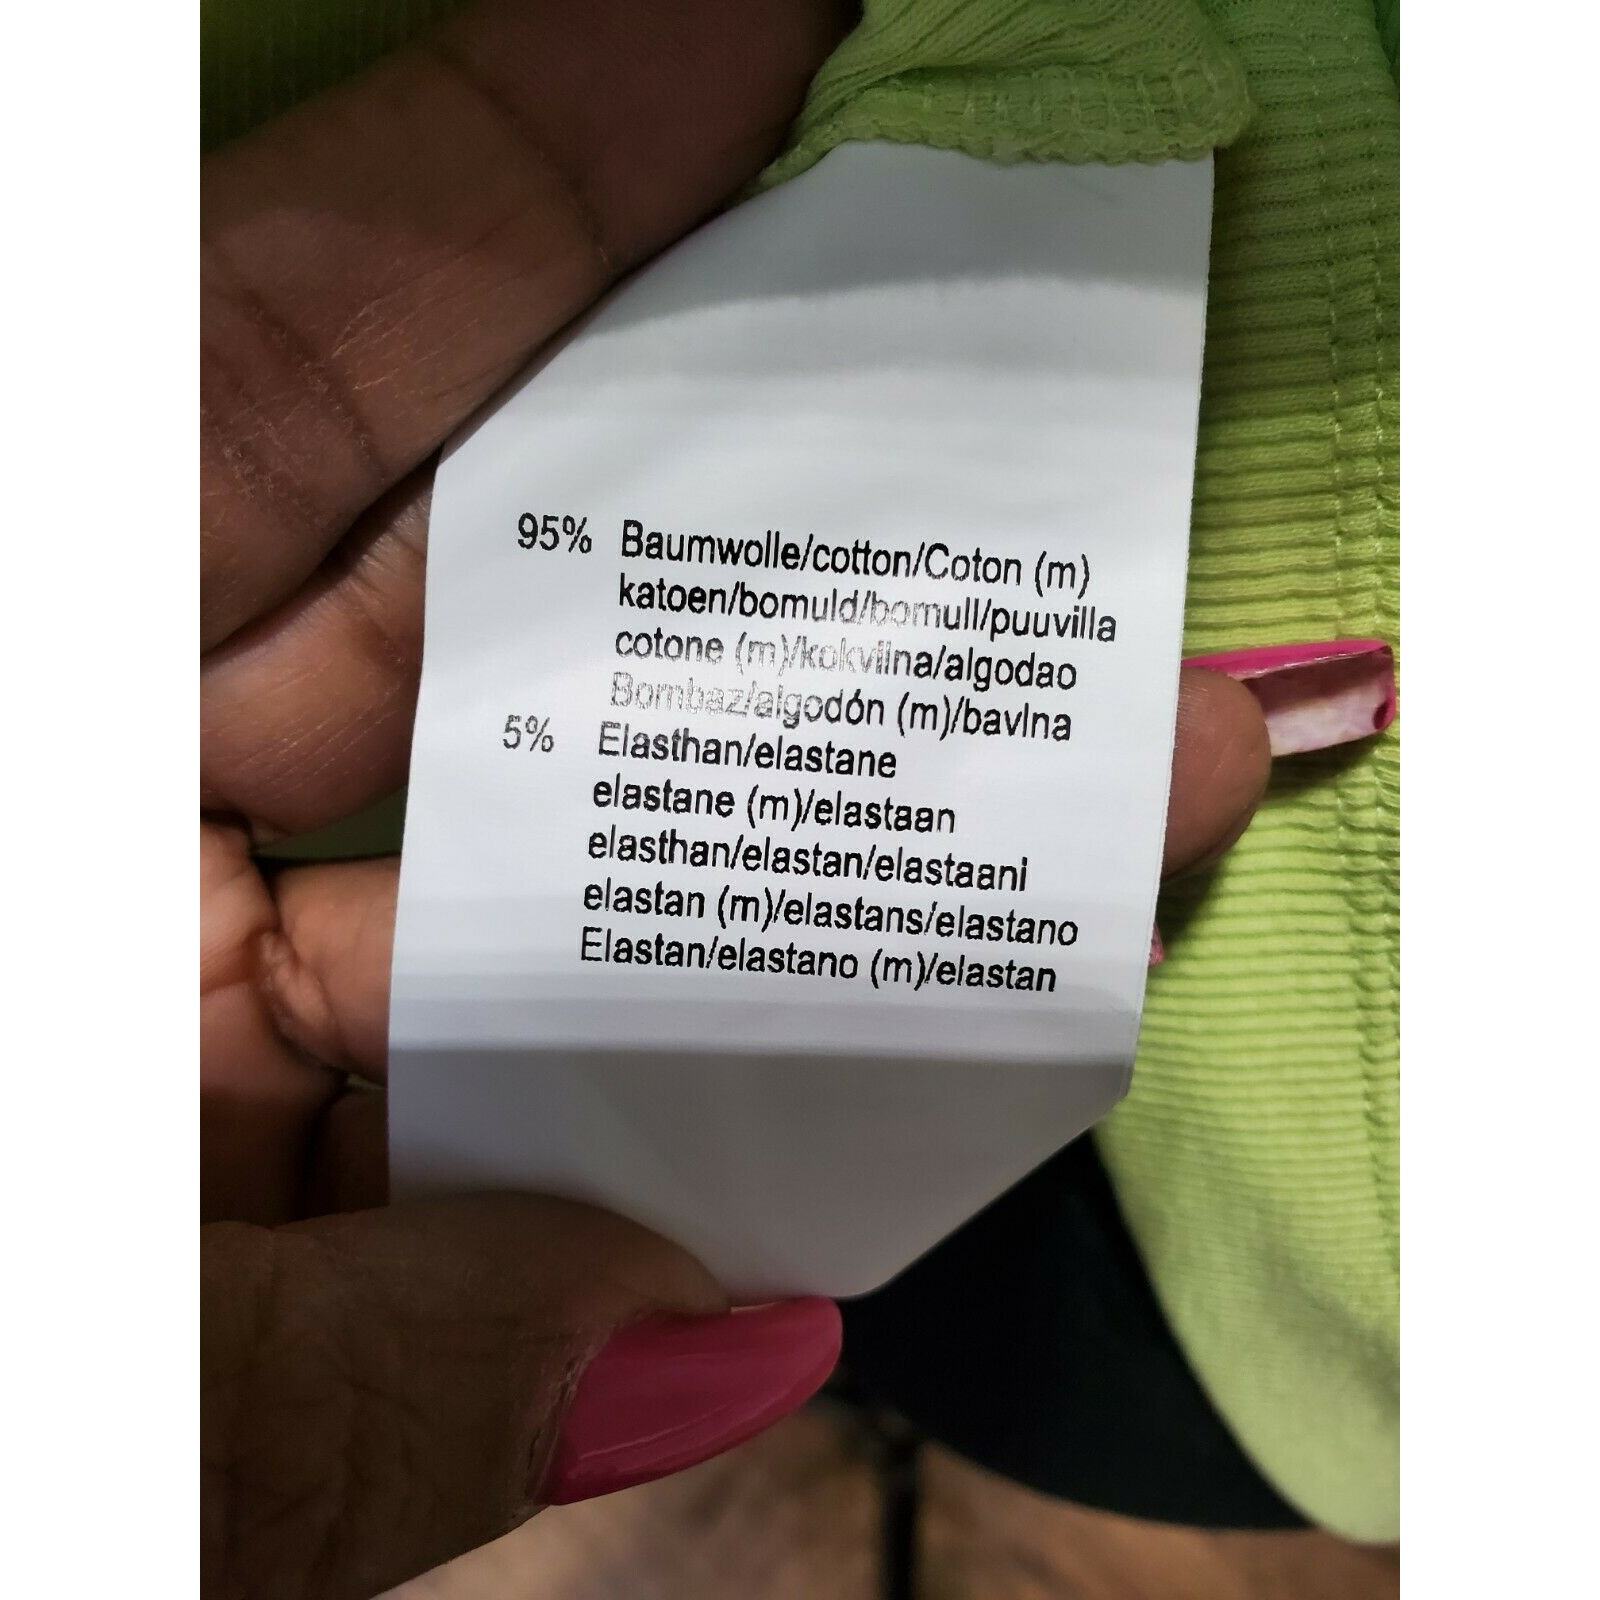 95% Baumwolle/cotton/Coton (m)
katoen/bomuld/bomull/puuvilla
cotone (m)/kokvilna/algodao
Bombaz/algodón (m)/bavlna
5% Elasthan/elastane
elastane (m)/elastaan
elasthan/elastan/elastaani
elastan (m)/elastans/elastano
Elastan/elastano (m)/elastan